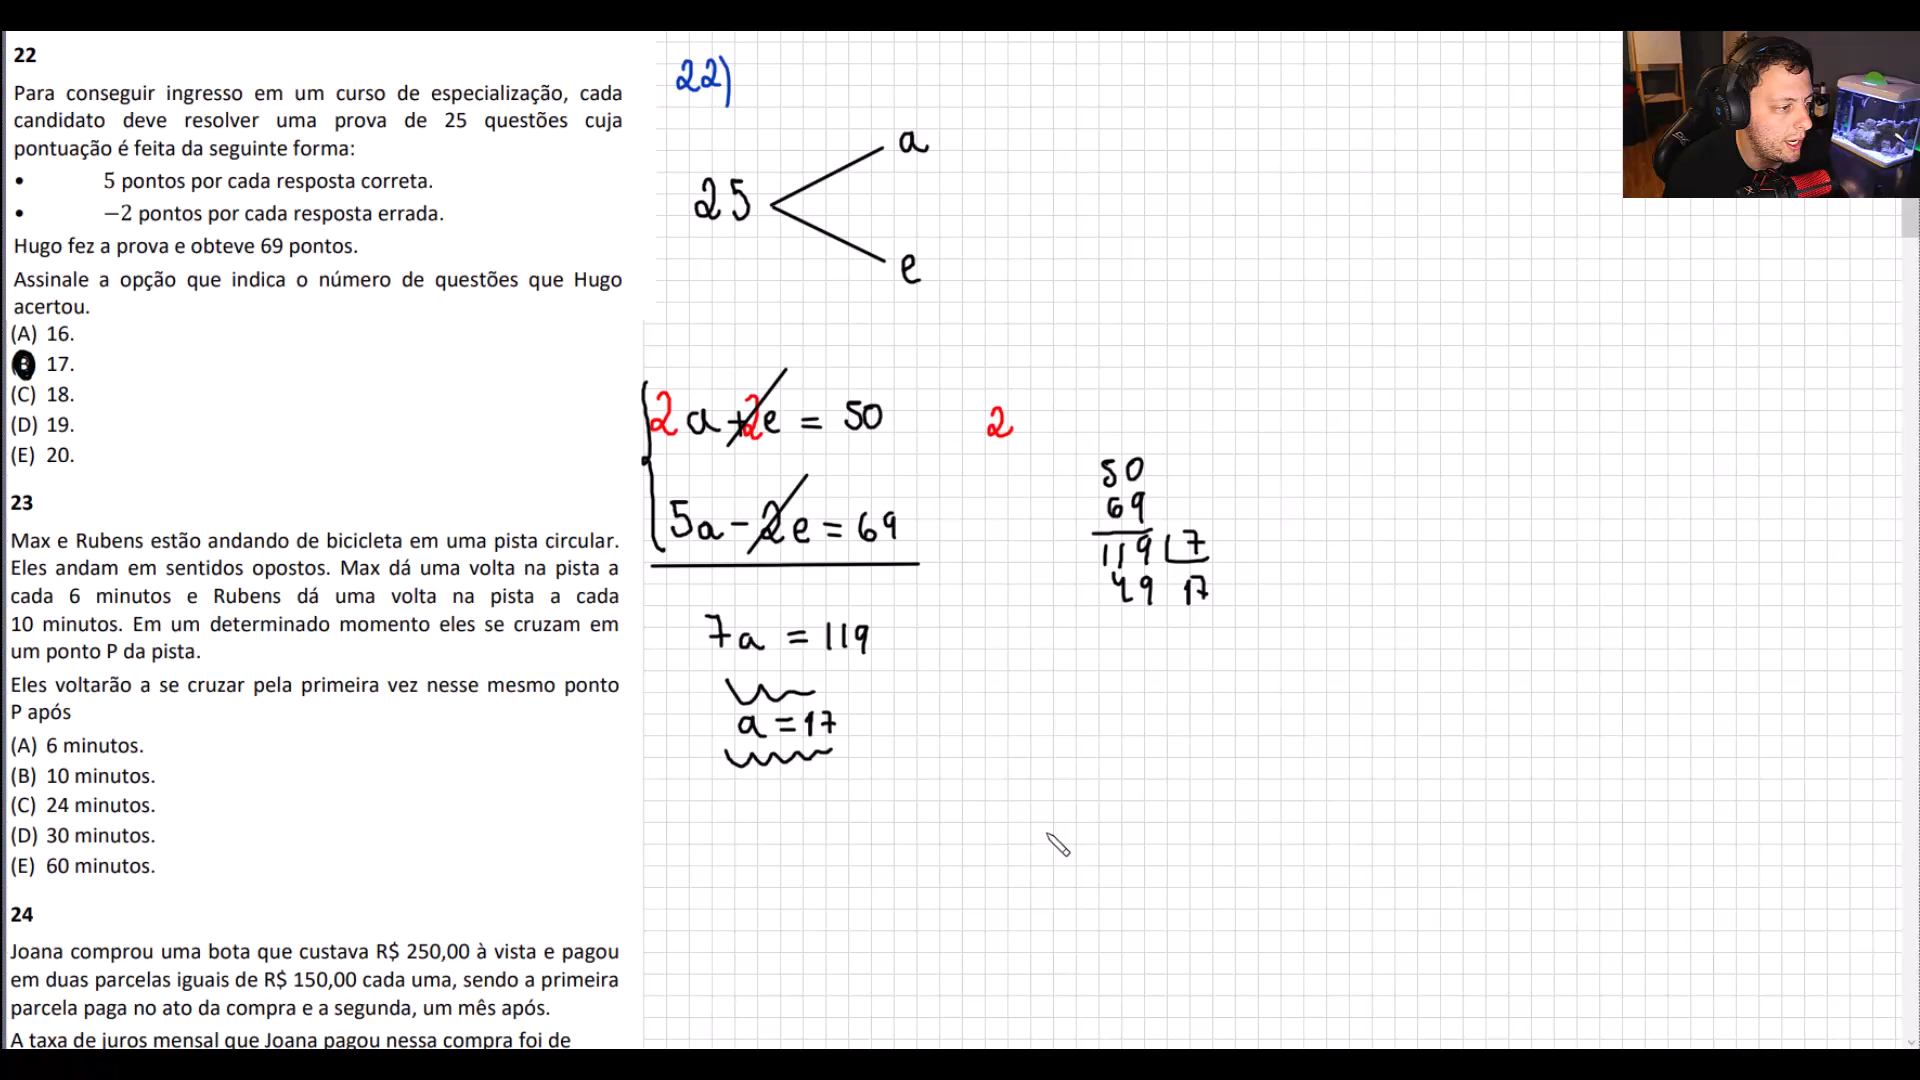 22
Para conseguir ingresso em um curso de especialização, cada
candidato deve resolver uma prova de 25 questões cuja
pontuação é feita da seguinte forma:
• 5 pontos por cada resposta correta.
• −2 pontos por cada resposta errada.
Hugo fez a prova e obteve 69 pontos.
Assinale a opção que indica o número de questões que Hugo
acertou.
(A) 16.
B 17.
(C) 18.
(D) 19.
(E) 20.
23
Max e Rubens estão andando de bicicleta em uma pista circular.
Eles andam em sentidos opostos. Max dá uma volta na pista a
cada 6 minutos e Rubens dá uma volta na pista a cada
10 minutos. Em um determinado momento eles se cruzam em
um ponto P da pista.
Eles voltarão a se cruzar pela primeira vez nesse mesmo ponto
P após
(A) 6 minutos.
(B) 10 minutos.
(C) 24 minutos.
(D) 30 minutos.
(E) 60 minutos.
24
Joana comprou uma bota que custava R$ 250,00 à vista e pagou
em duas parcelas iguais de R$ 150,00 cada uma, sendo a primeira
parcela paga no ato da compra e a segunda, um mês após.
A taxa de juros mensal que Joana pagou nessa compra foi de
22)
a
25
e
2a + 2e = 50
5a − 2e = 69
7a = 119
a = 17
2
50
69
119 7
49 17